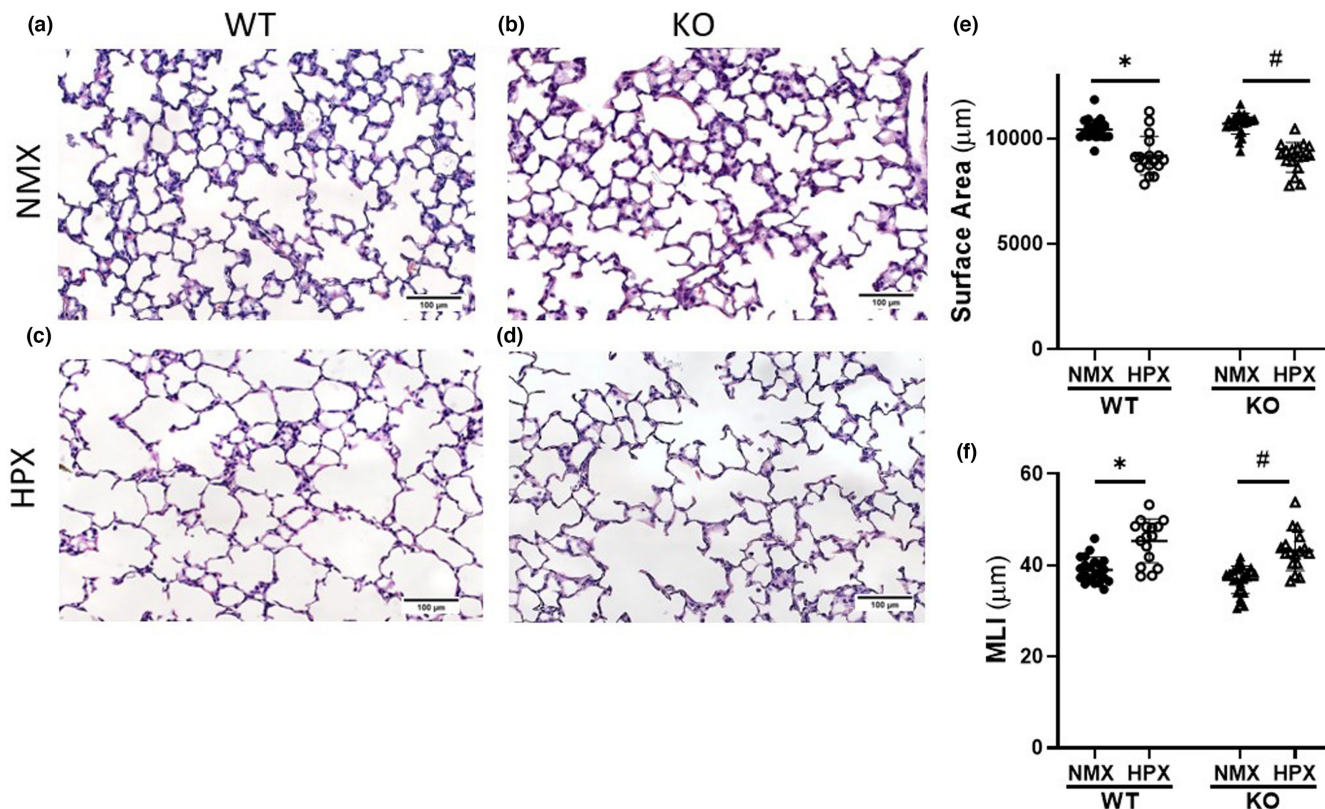 WT
KO
(a)
(b)
NMX
100 µm
100 µm
(c)
(d)
HPX
100 µm
100 µm
(e)
*
#
Surface Area (µm)
10000
5000
0
NMX HPX NMX HPX
WT KO
(f)
*
#
MLI (µm)
60
40
20
0
NMX HPX NMX HPX
WT KO